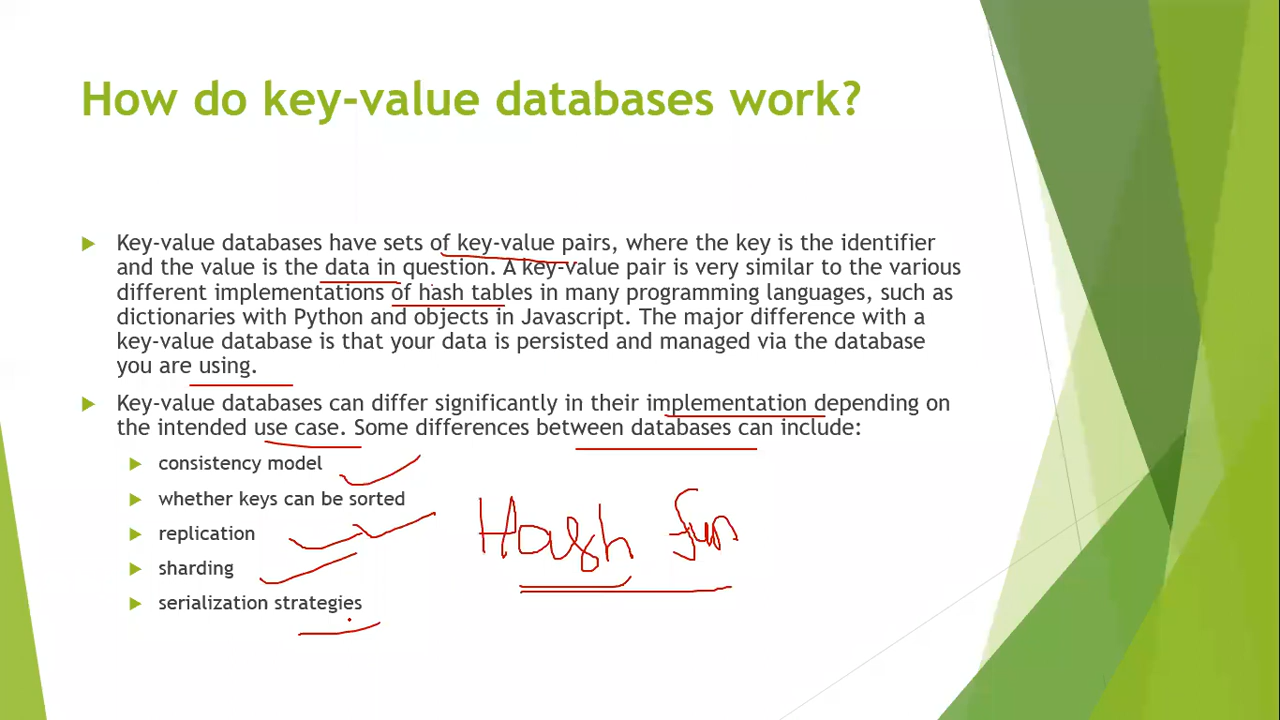 How do key-value databases work?
Key-value databases have sets of key-value pairs, where the key is the identifier
and the value is the data in question. A key-value pair is very similar to the various
different implementations of hash tables in many programming languages, such as
dictionaries with Python and objects in Javascript. The major difference with a
key-value database is that your data is persisted and managed via the database
you are using.
Key-value databases can differ significantly in their implementation depending on
the intended use case. Some differences between databases can include:
consistency model
whether keys can be sorted
replication
sharding
serialization strategies
Hash fun